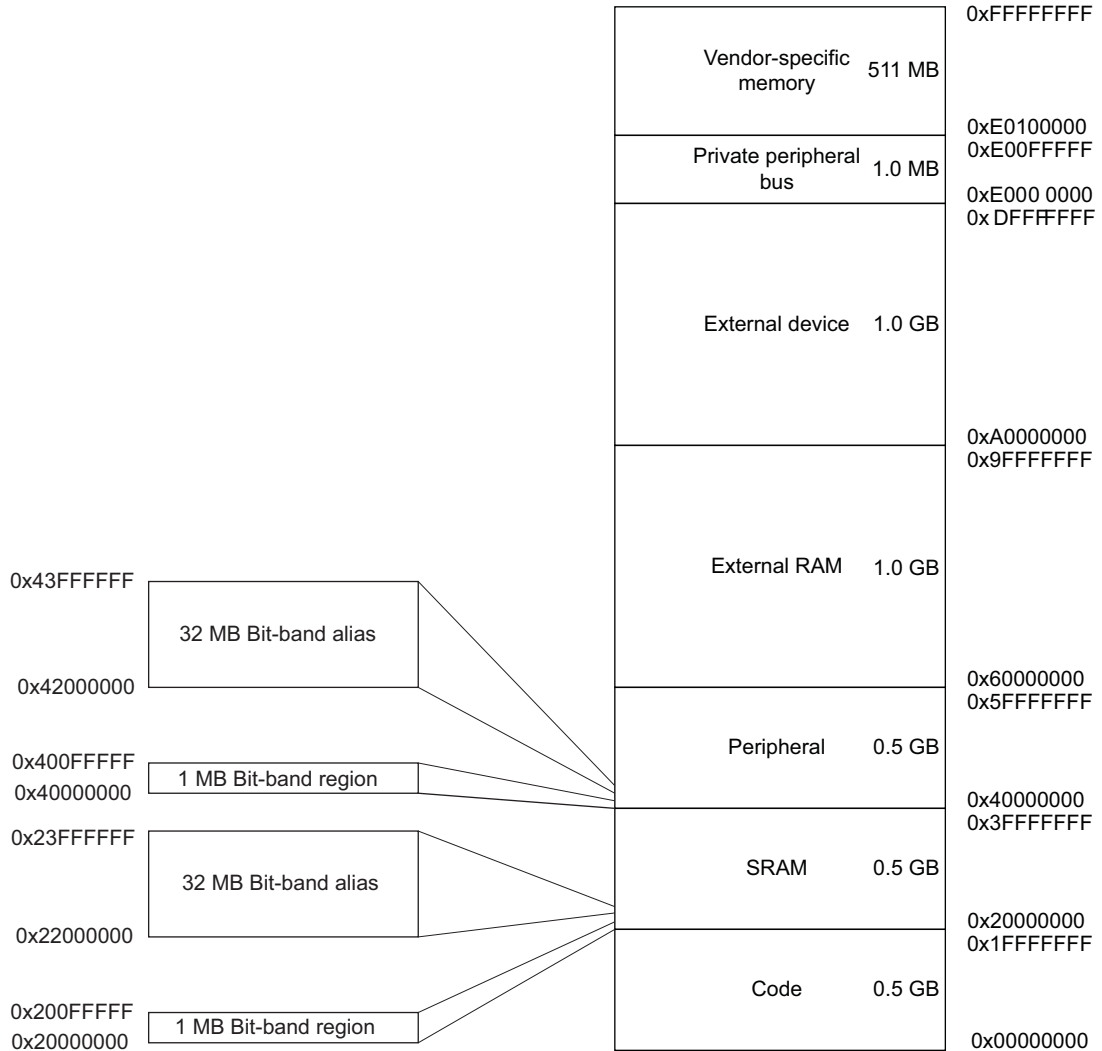 0xFFFFFFFF
Vendor-specific
memory
511 MB
0xE0100000
0xE00FFFFF
Private peripheral
bus
1.0 MB
0xE000 0000
0x DFFFFFFF
External device
1.0 GB
0xA0000000
0x9FFFFFFF
External RAM
1.0 GB
0x60000000
0x5FFFFFFF
Peripheral
0.5 GB
0x40000000
0x3FFFFFFF
SRAM
0.5 GB
0x20000000
0x1FFFFFFF
Code
0.5 GB
0x00000000
0x43FFFFFF
32 MB Bit-band alias
0x42000000
0x400FFFFF
1 MB Bit-band region
0x40000000
0x23FFFFFF
32 MB Bit-band alias
0x22000000
0x200FFFFF
1 MB Bit-band region
0x20000000